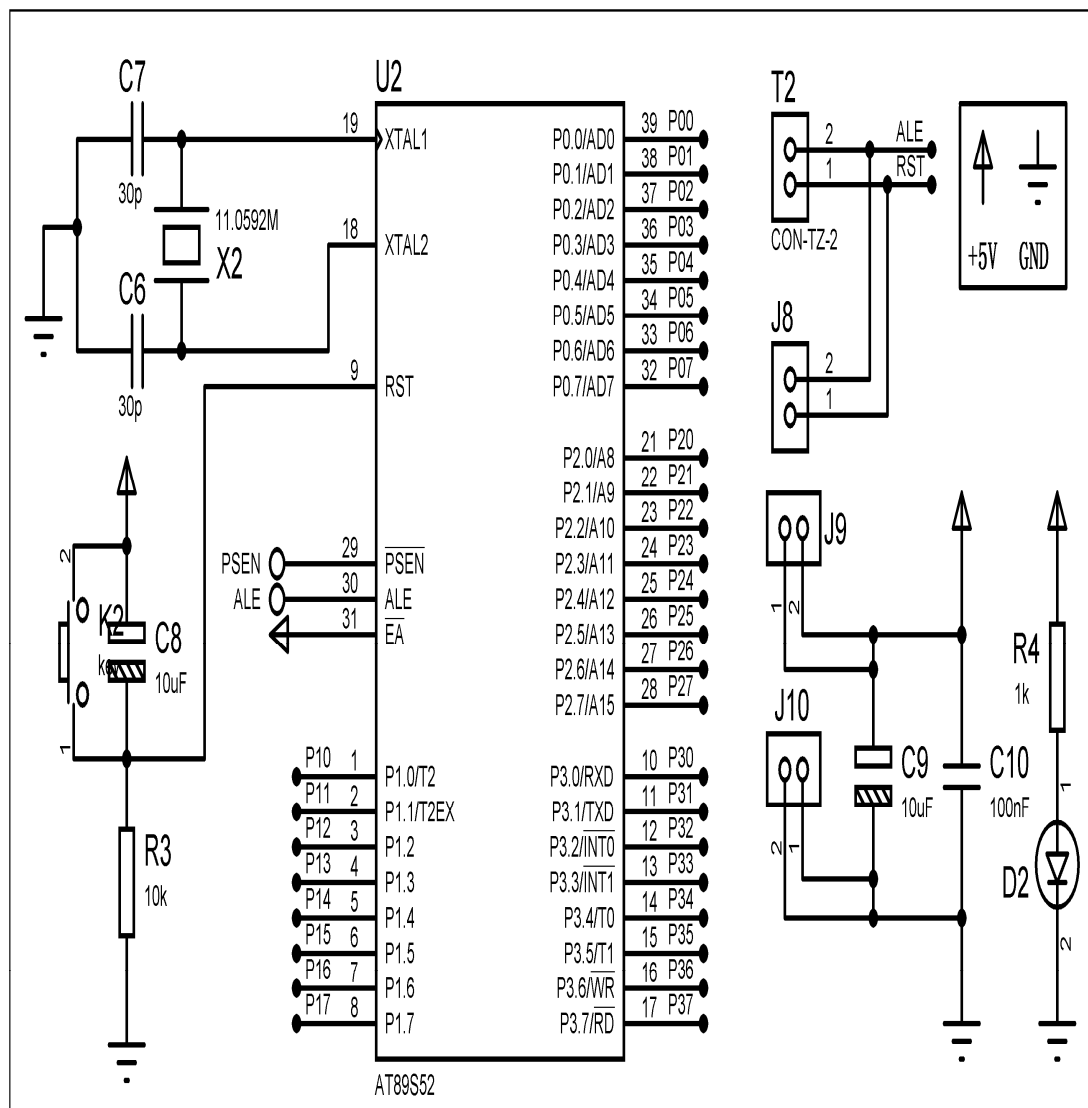 C7
30p
11.0592M
X2
C6
30p
U2
19
XTAL1
18
XTAL2
9
RST
PSEN
29
PSEN
ALE
30
ALE
31
EA
2
K2
key
1
C8
10uF
R3
10k
P10 1 P1.0/T2
P11 2 P1.1/T2EX
P12 3 P1.2
P13 4 P1.3
P14 5 P1.4
P15 6 P1.5
P16 7 P1.6
P17 8 P1.7
P0.0/AD0 39 P00
P0.1/AD1 38 P01
P0.2/AD2 37 P02
P0.3/AD3 36 P03
P0.4/AD4 35 P04
P0.5/AD5 34 P05
P0.6/AD6 33 P06
P0.7/AD7 32 P07
P2.0/A8 21 P20
P2.1/A9 22 P21
P2.2/A10 23 P22
P2.3/A11 24 P23
P2.4/A12 25 P24
P2.5/A13 26 P25
P2.6/A14 27 P26
P2.7/A15 28 P27
P3.0/RXD 10 P30
P3.1/TXD 11 P31
P3.2/INT0 12 P32
P3.3/INT1 13 P33
P3.4/T0 14 P34
P3.5/T1 15 P35
P3.6/WR 16 P36
P3.7/RD 17 P37
AT89S52
T2
2 ALE
1 RST
CON-TZ-2
+5V GND
J8
2
1
J9
1 2
J10
2 1
C9
10uF
C10
100nF
R4
1k
1
D2
2